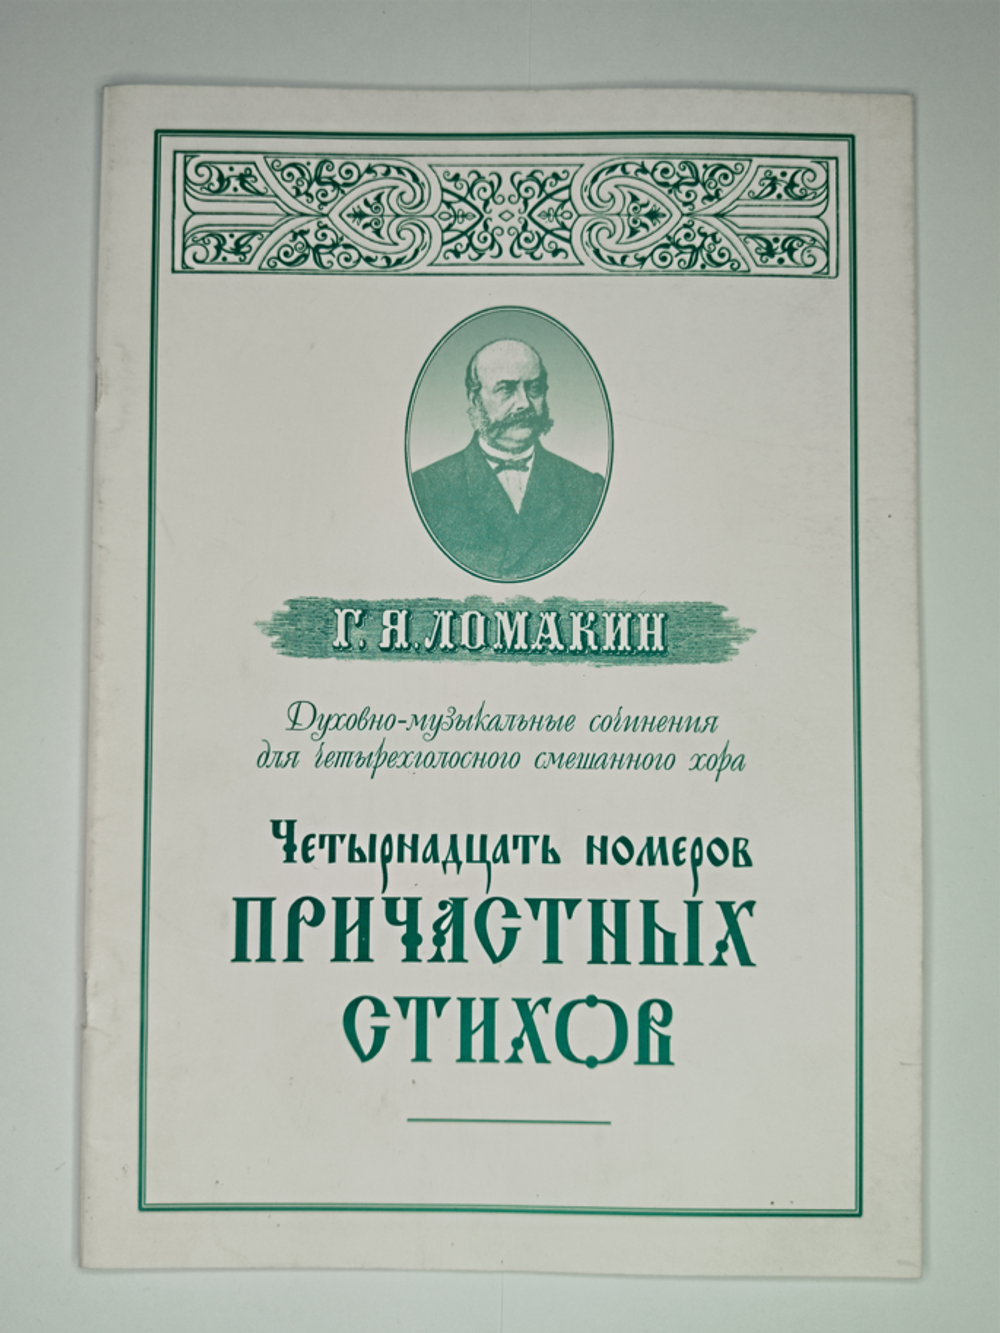 Г. Я. ЛОМАКИН
Духовно-музыкальные сочинения
для четырехголосного смешанного хора
Четырнадцать номеров
ПРИЧАСТНЫХ
СТИХОВ